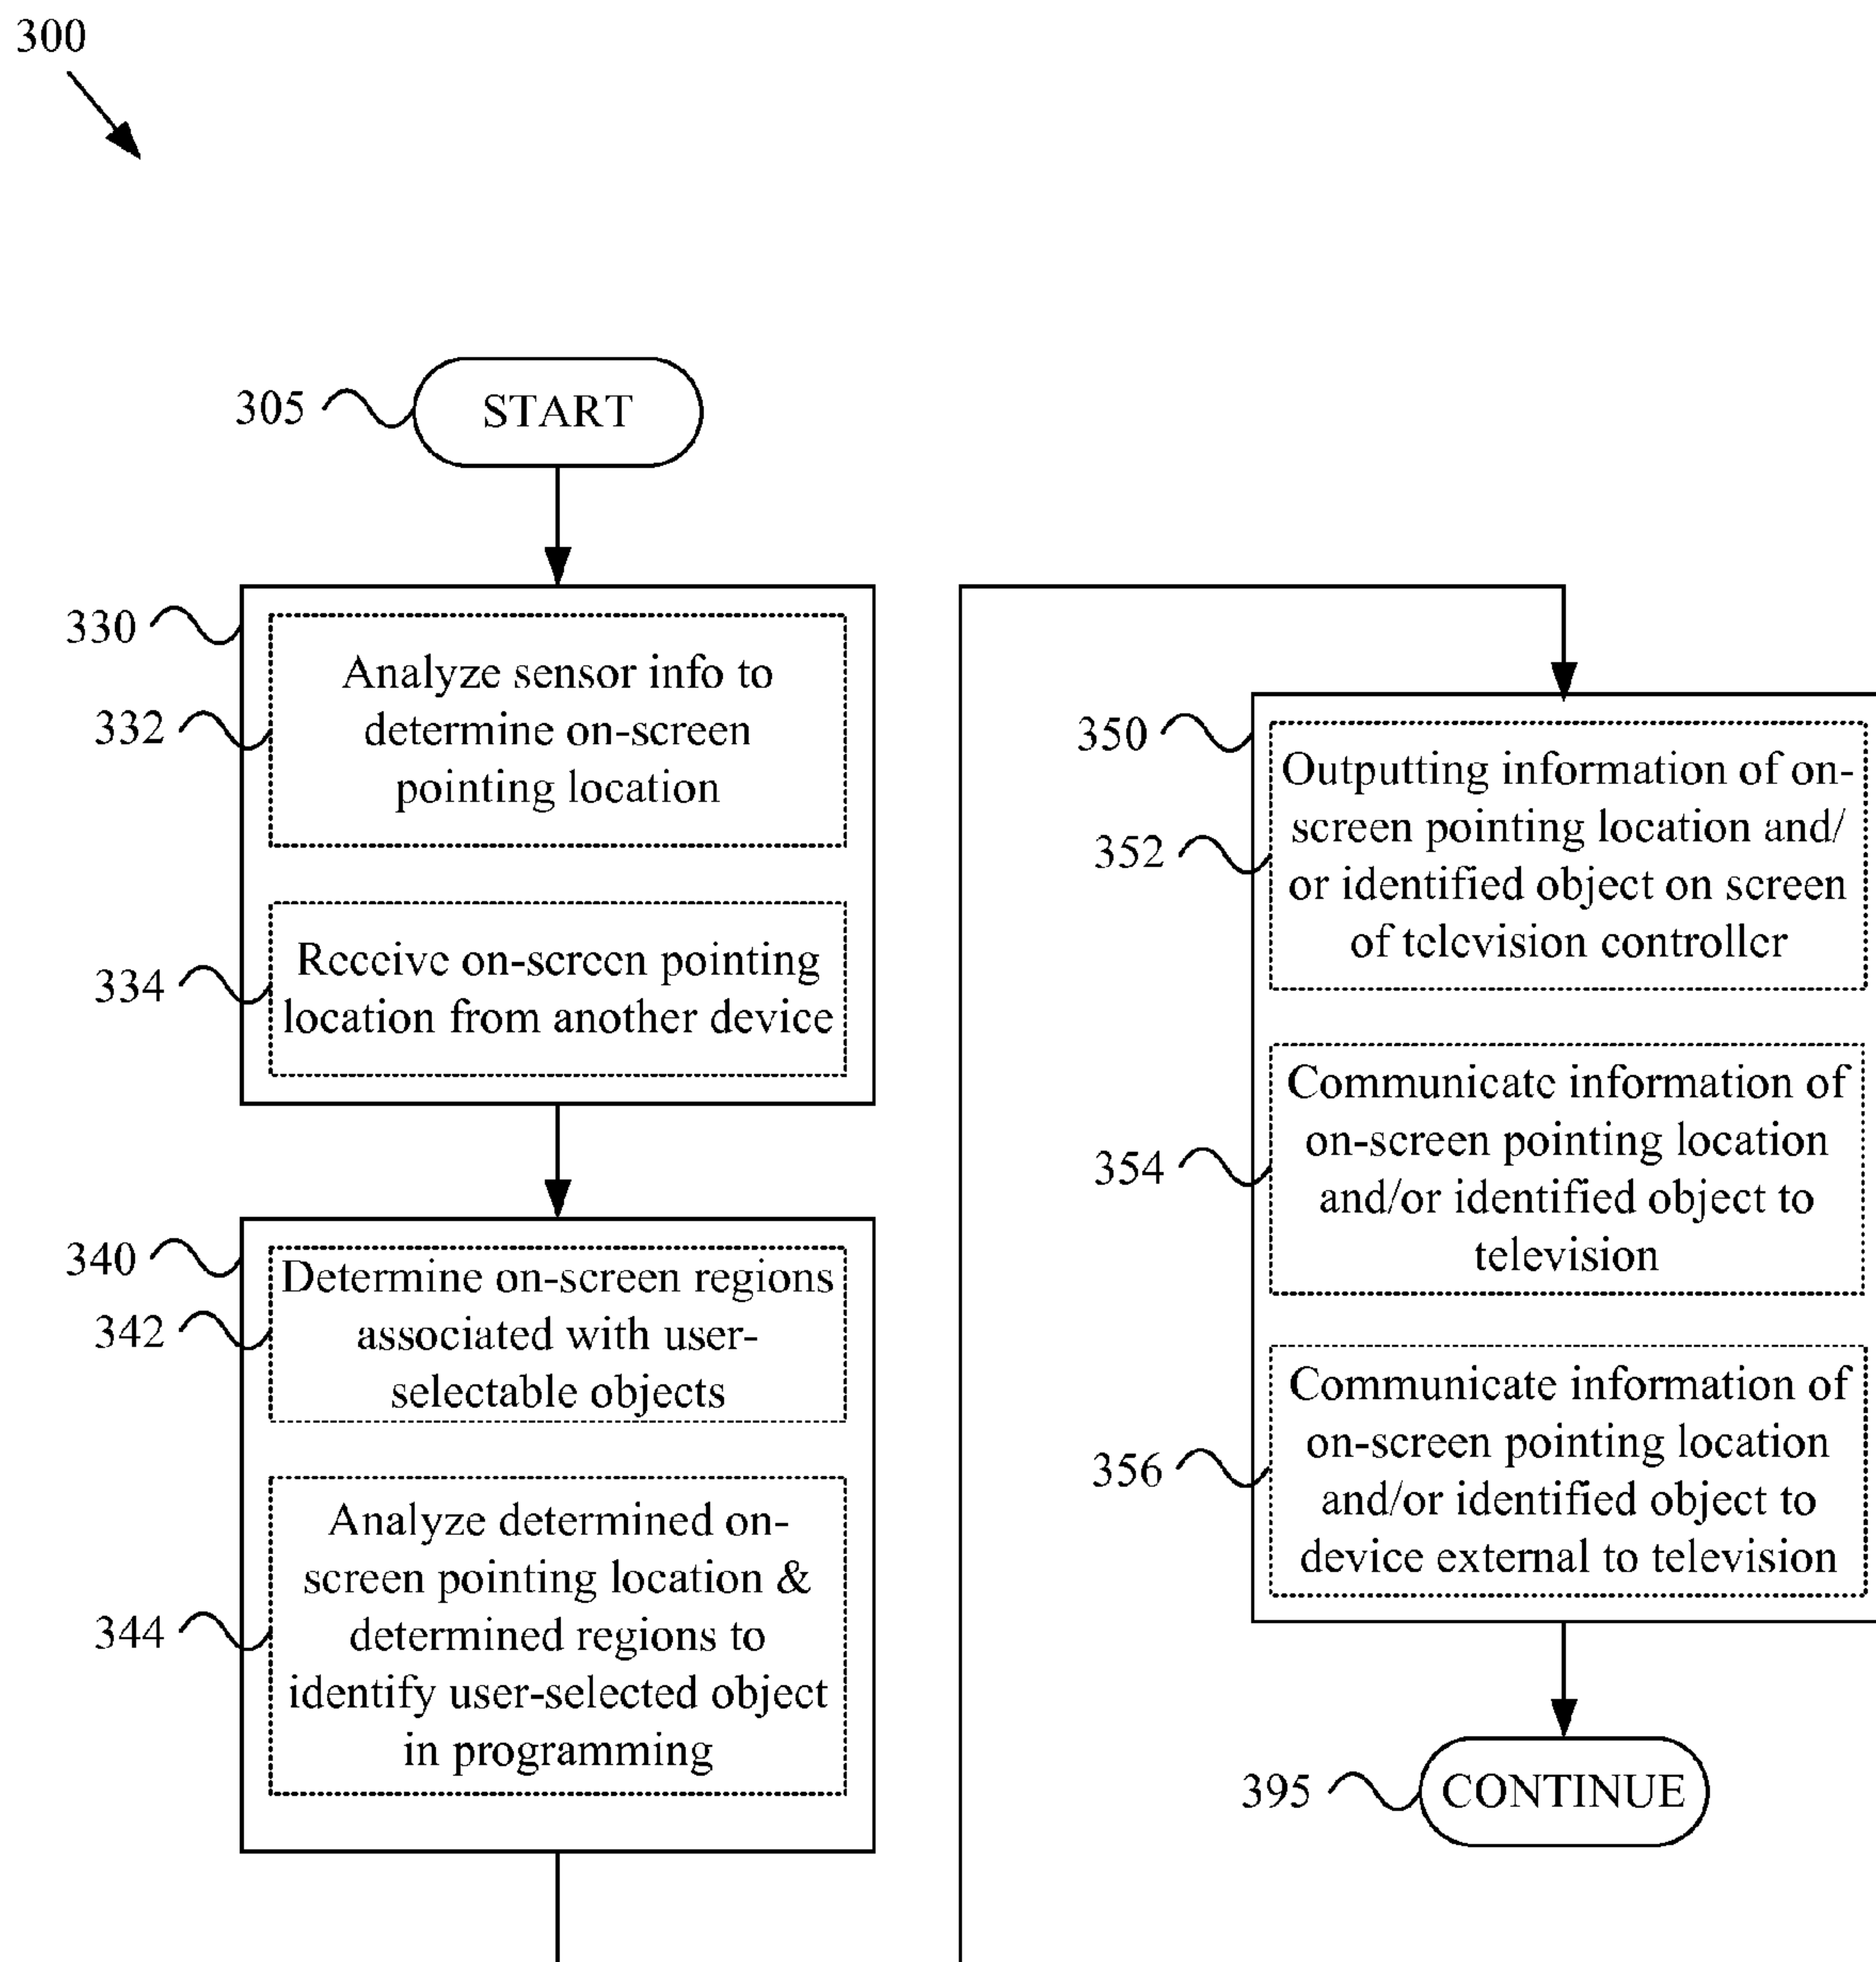 300
305
START
330
332
Analyze sensor info to
determine on-screen
pointing location
334
Receive on-screen pointing
location from another device
340
342
Determine on-screen regions
associated with user-
selectable objects
344
Analyze determined on-
screen pointing location &
determined regions to
identify user-selected object
in programming
350
352
Outputting information of on-
screen pointing location and/
or identified object on screen
of television controller
354
Communicate information of
on-screen pointing location
and/or identified object to
television
356
Communicate information of
on-screen pointing location
and/or identified object to
device external to television
395
CONTINUE